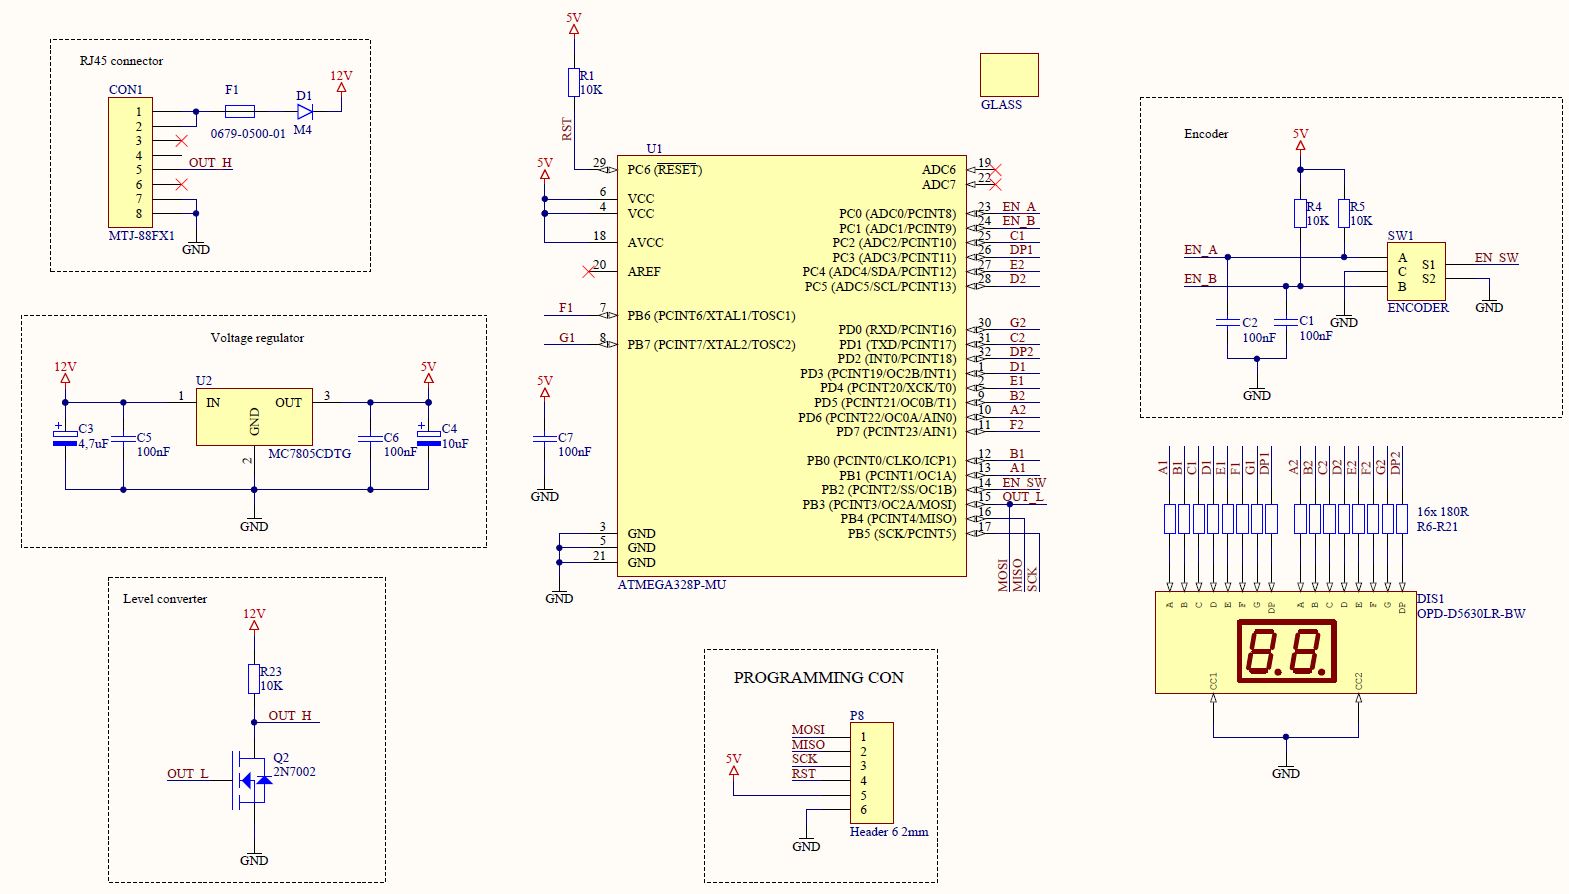 RJ45 connector
CON1
F1
D1
12V
1
2
3
4
5
6
7
8
0679-0500-01
M4
OUT_H
MTJ-88FX1
GND
Voltage regulator
12V
5V
U2
1
IN
OUT
3
GND
2
C3
4,7uF
C5
100nF
MC7805CDTG
C6
100nF
C4
10uF
GND
Level converter
12V
R23
10K
OUT_H
Q2
2N7002
OUT_L
GND
5V
R1
10K
RST
GLASS
U1
5V
29 PC6 (RESET)
6 VCC
4 VCC
18 AVCC
20 AREF
F1 7 PB6 (PCINT6/XTAL1/TOSC1)
G1 8 PB7 (PCINT7/XTAL2/TOSC2)
5V
C7
100nF
GND
3 GND
5 GND
21 GND
GND
ATMEGA328P-MU
ADC6 19
ADC7 22
PC0 (ADC0/PCINT8) 23 EN_A
PC1 (ADC1/PCINT9) 24 EN_B
PC2 (ADC2/PCINT10) 25 C1
PC3 (ADC3/PCINT11) 26 DP1
PC4 (ADC4/SDA/PCINT12) 27 E2
PC5 (ADC5/SCL/PCINT13) 28 D2
PD0 (RXD/PCINT16) 30 G2
PD1 (TXD/PCINT17) 31 C2
PD2 (INT0/PCINT18) 32 DP2
PD3 (PCINT19/OC2B/INT1) 1 D1
PD4 (PCINT20/XCK/T0) 2 E1
PD5 (PCINT21/OC0B/T1) 9 B2
PD6 (PCINT22/OC0A/AIN0) 10 A2
PD7 (PCINT23/AIN1) 11 F2
PB0 (PCINT0/CLKO/ICP1) 12 B1
PB1 (PCINT1/OC1A) 13 A1
PB2 (PCINT2/SS/OC1B) 14 EN_SW
PB3 (PCINT3/OC2A/MOSI) 15 OUT_L
PB4 (PCINT4/MISO) 16
PB5 (SCK/PCINT5) 17
MOSI
MISO
SCK
PROGRAMMING CON
P8
MOSI 1
MISO 2
SCK 3
RST 4
5V
5
6
GND
Header 6 2mm
Encoder
5V
R4
10K
R5
10K
SW1
EN_A
EN_B
A
C
B
S1
S2
EN_SW
ENCODER
GND
GND
C2
100nF
C1
100nF
GND
A1 B1 C1 D1 E1 F1 G1 DP1 A2 B2 C2 D2 E2 F2 G2 DP2
16x 180R
R6-R21
DIS1
OPD-D5630LR-BW
A B C D E F G DP A B C D E F G DP
8.8.
CC1 CC2
GND